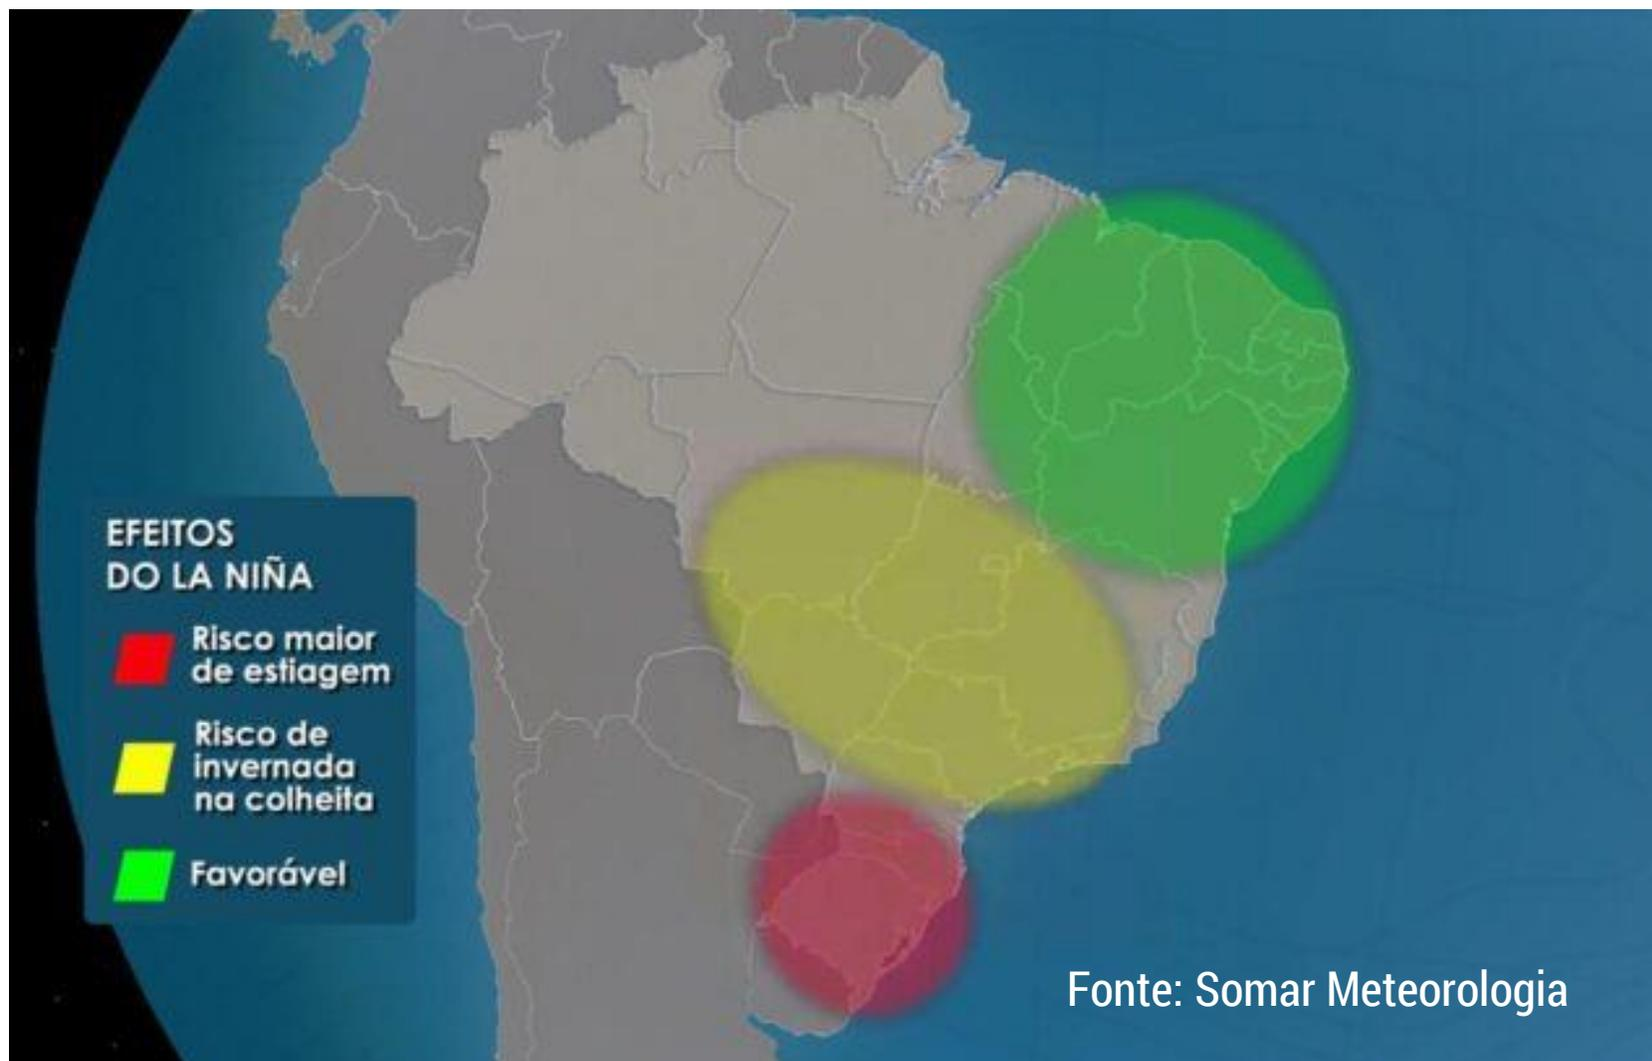 EFEITOS
DO LA NIÑA
Risco maior
de estiagem
Risco de
invernada
na colheita
Favorável
Fonte: Somar Meteorologia